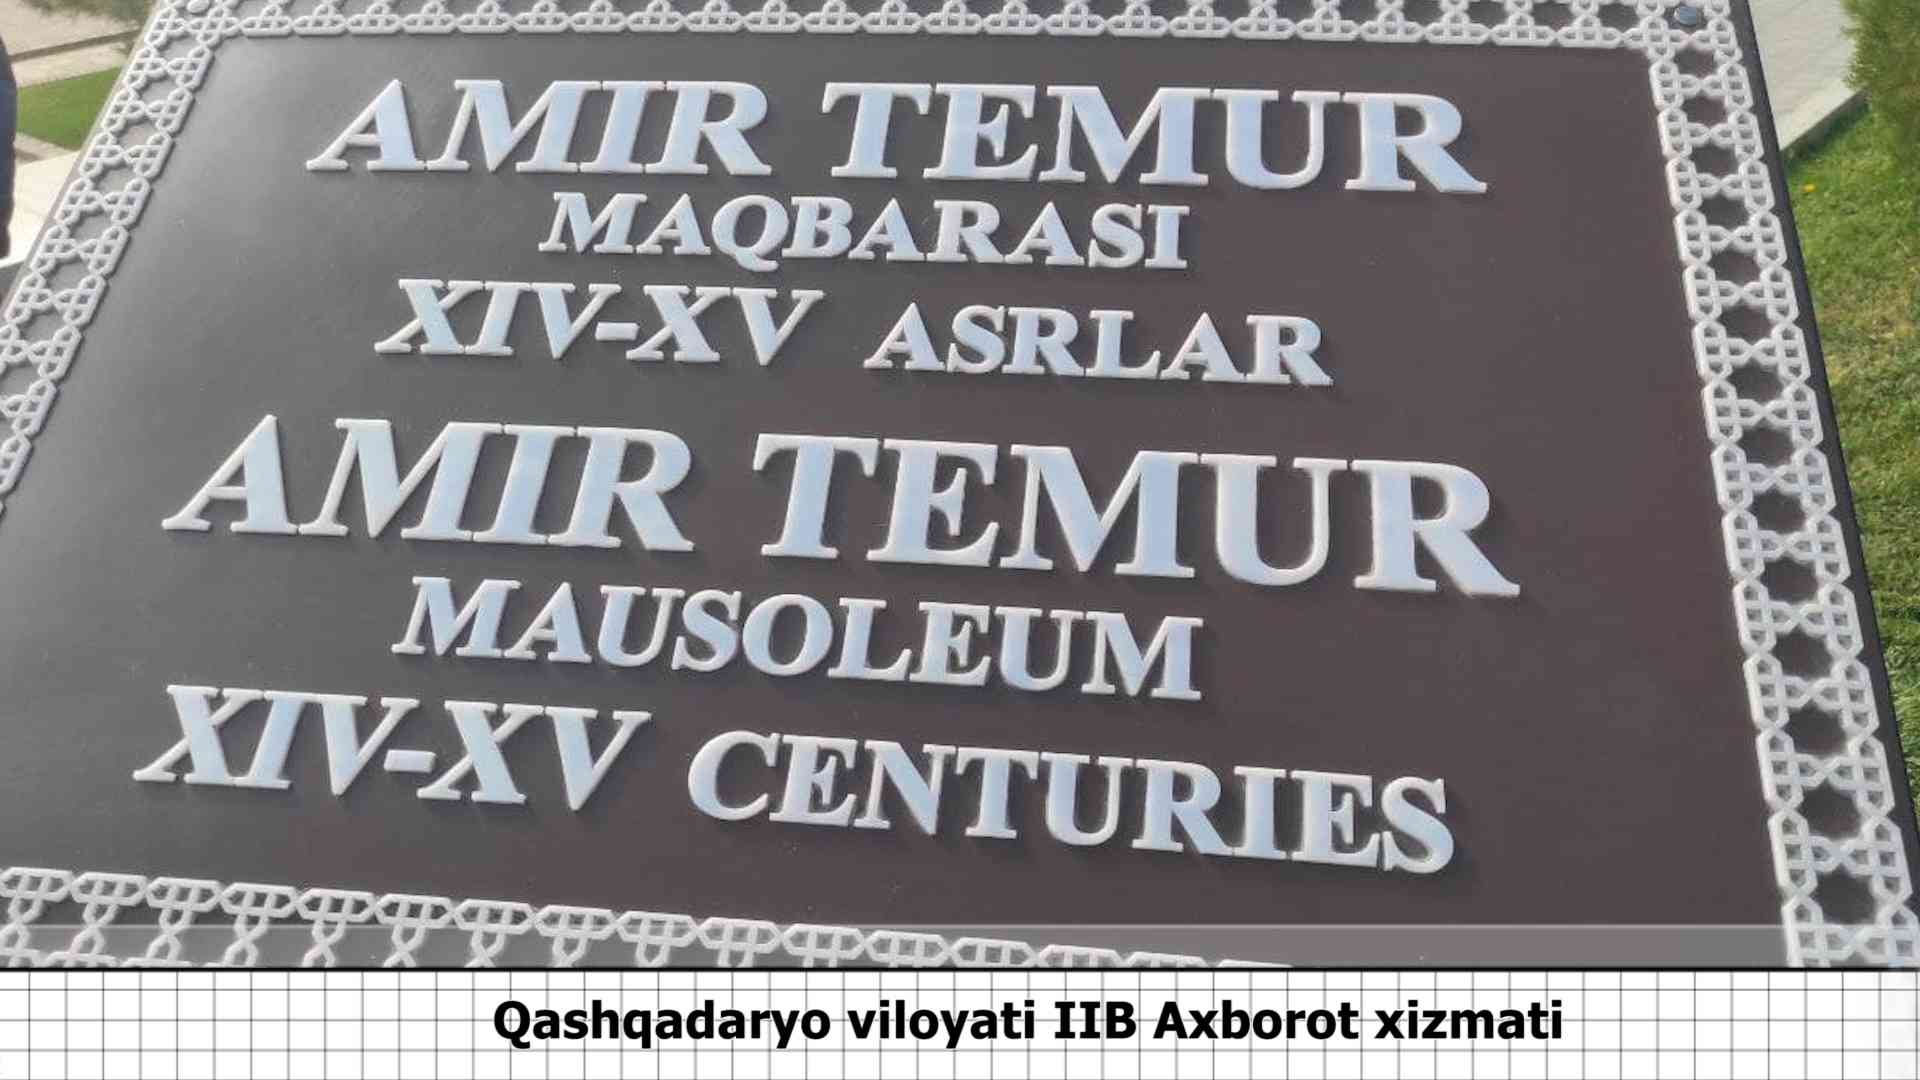 AMIR TEMUR
MAQBARASI
XIV-XV ASRLAR
AMIR TEMUR
MAUSOLEUM
XIV-XV CENTURIES
Qashqadaryo viloyati IIB Axborot xizmati